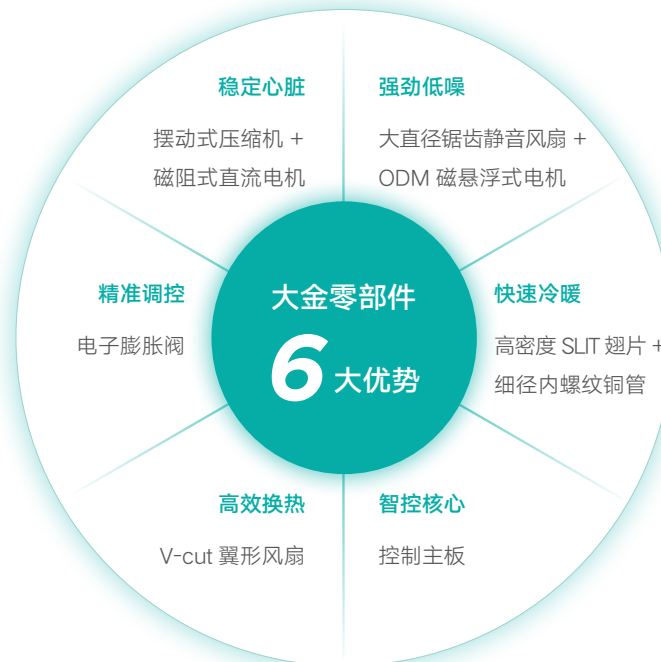 稳定心脏
摆动式压缩机 +
磁阻式直流电机
强劲低噪
大直径锯齿静音风扇 +
ODM 磁悬浮式电机
精准调控
电子膨胀阀
大金零部件
6 大优势
快速冷暖
高密度 SLIT 翅片 +
细径内螺纹铜管
高效换热
V-cut 翼形风扇
智控核心
控制主板